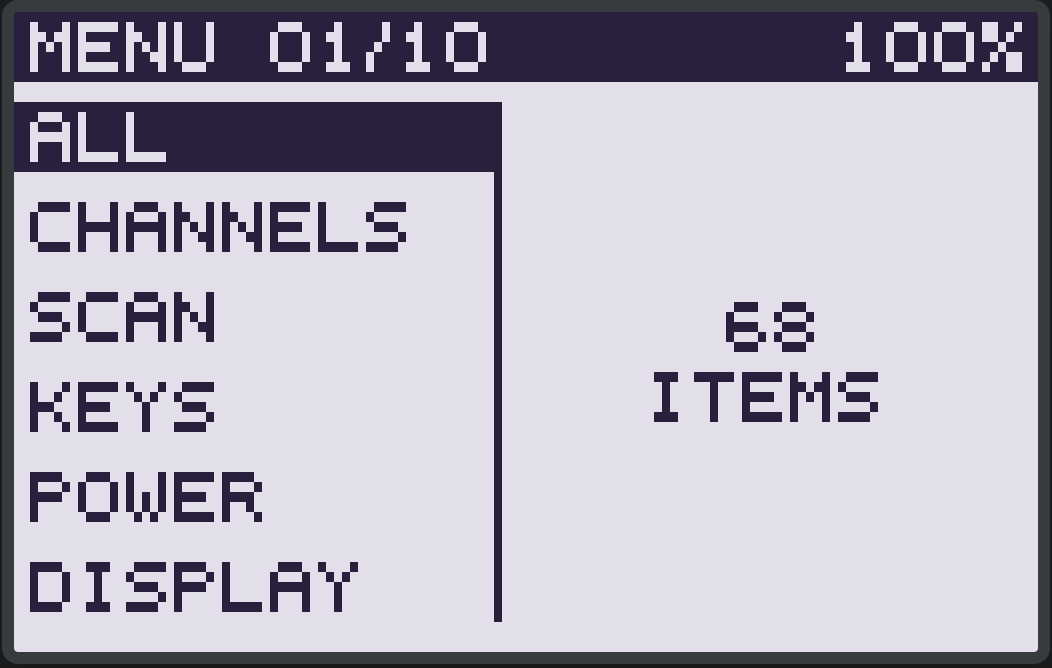 MENU 01/10 100%
ALL
CHANNELS
SCAN
KEYS
POWER
DISPLAY
68
ITEMS